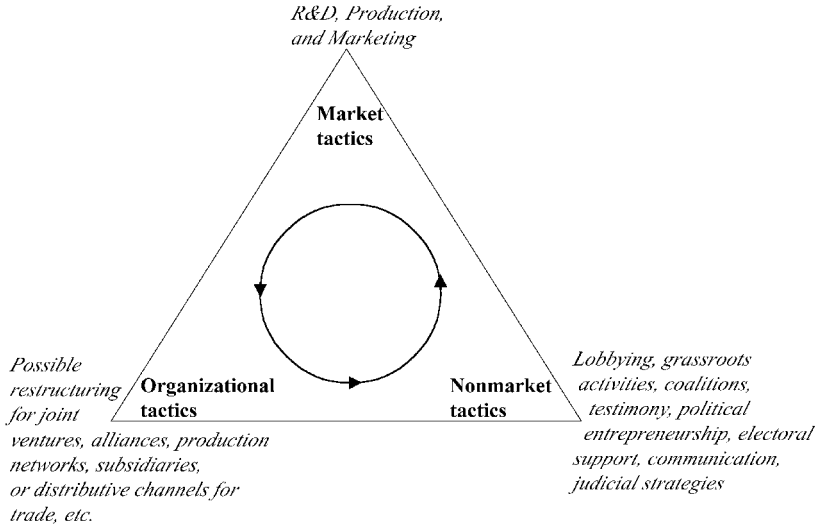 R&D, Production,
and Marketing
Market
tactics
Possible
restructuring
for joint
ventures, alliances, production
networks, subsidiaries,
or distributive channels for
trade, etc.
Organizational
tactics
Nonmarket
tactics
Lobbying, grassroots
activities, coalitions,
testimony, political
entrepreneurship, electoral
support, communication,
judicial strategies